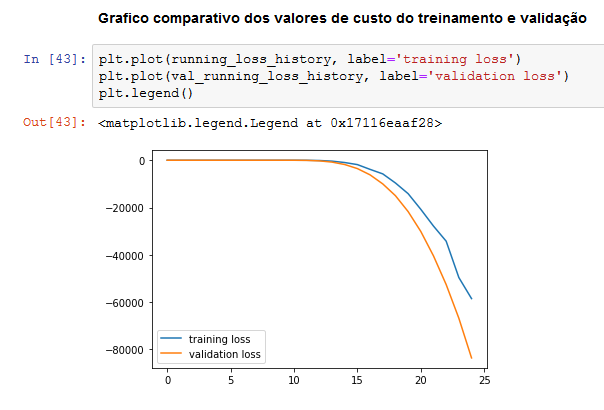 Grafico comparativo dos valores de custo do treinamento e validação
In [43]: plt.plot(running_loss_history, label='training loss')
plt.plot(val_running_loss_history, label='validation loss')
plt.legend()
Out[43]: <matplotlib.legend.Legend at 0x17116eaaf28>
0
−20000
−40000
−60000
−80000
training loss
validation loss
0 5 10 15 20 25